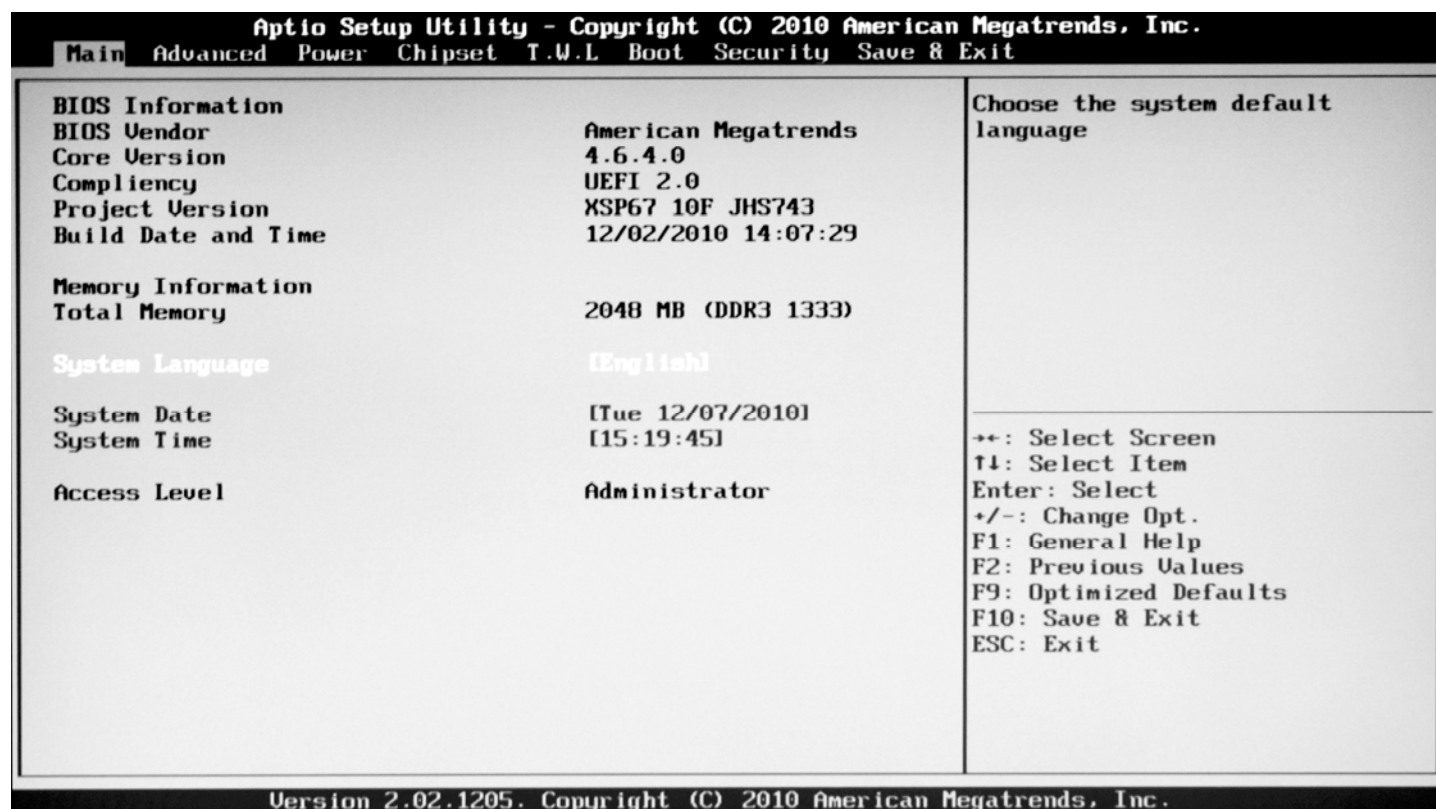 Aptio Setup Utility - Copyright (C) 2010 American Megatrends, Inc.
Main Advanced Power Chipset T.W.L Boot Security Save & Exit
BIOS Information
BIOS Vendor American Megatrends
Core Version 4.6.4.0
Compliency UEFI 2.0
Project Version XSP67 10F JHS743
Build Date and Time 12/02/2010 14:07:29
Memory Information
Total Memory 2048 MB (DDR3 1333)
System Language [English]
System Date [Tue 12/07/2010]
System Time [15:19:45]
Access Level Administrator
Choose the system default
language
→←: Select Screen
↑↓: Select Item
Enter: Select
+/-: Change Opt.
F1: General Help
F2: Previous Values
F9: Optimized Defaults
F10: Save & Exit
ESC: Exit
Version 2.02.1205. Copyright (C) 2010 American Megatrends, Inc.